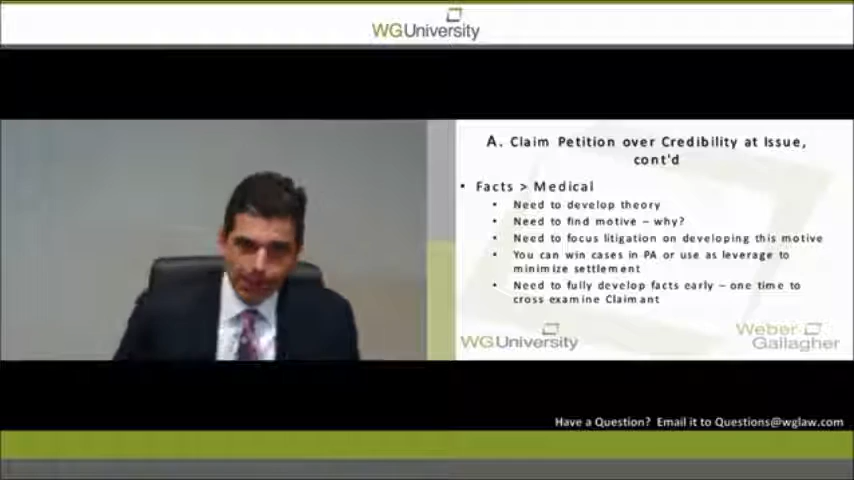 WGUniversity
A. Claim Petition over Credibility at Issue,
cont'd
• Facts > Medical
• Need to develop theory
• Need to find motive – why?
• Need to focus litigation on developing this motive
• You can win cases in PA or use as leverage to
minimize settlement
• Need to fully develop facts early – one time to
cross examine Claimant
WGUniversity
Weber
Gallagher
Have a Question? Email it to Questions@wglaw.com